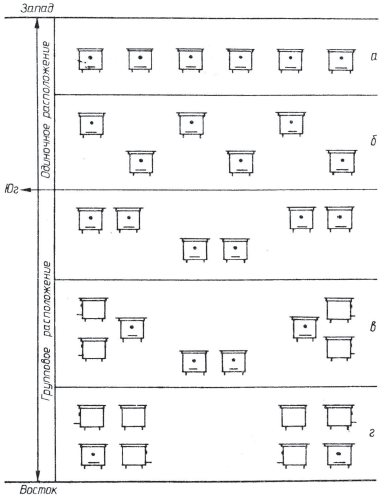 Запад
Одиночное расположение
а
б
Юг
Групповое расположение
в
г
Восток